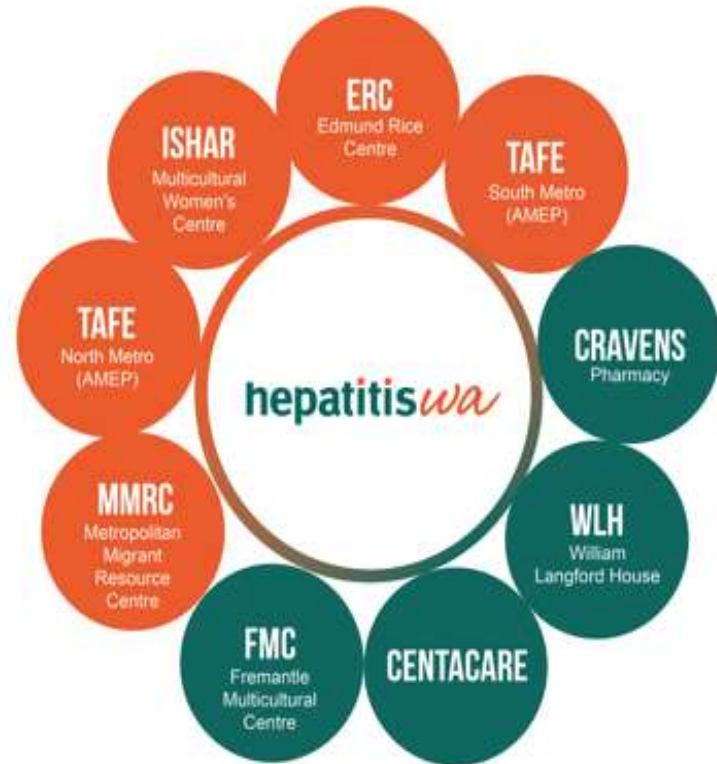 ERC
Edmund Rice
Centre
TAFE
South Metro
(AMEP)
CRAVENS
Pharmacy
WLH
William
Langford House
CENTACARE
FMC
Fremantle
Multicultural
Centre
MMRC
Metropolitan
Migrant
Resource
Centre
TAFE
North Metro
(AMEP)
ISHAR
Multicultural
Women's
Centre
hepatitiswa